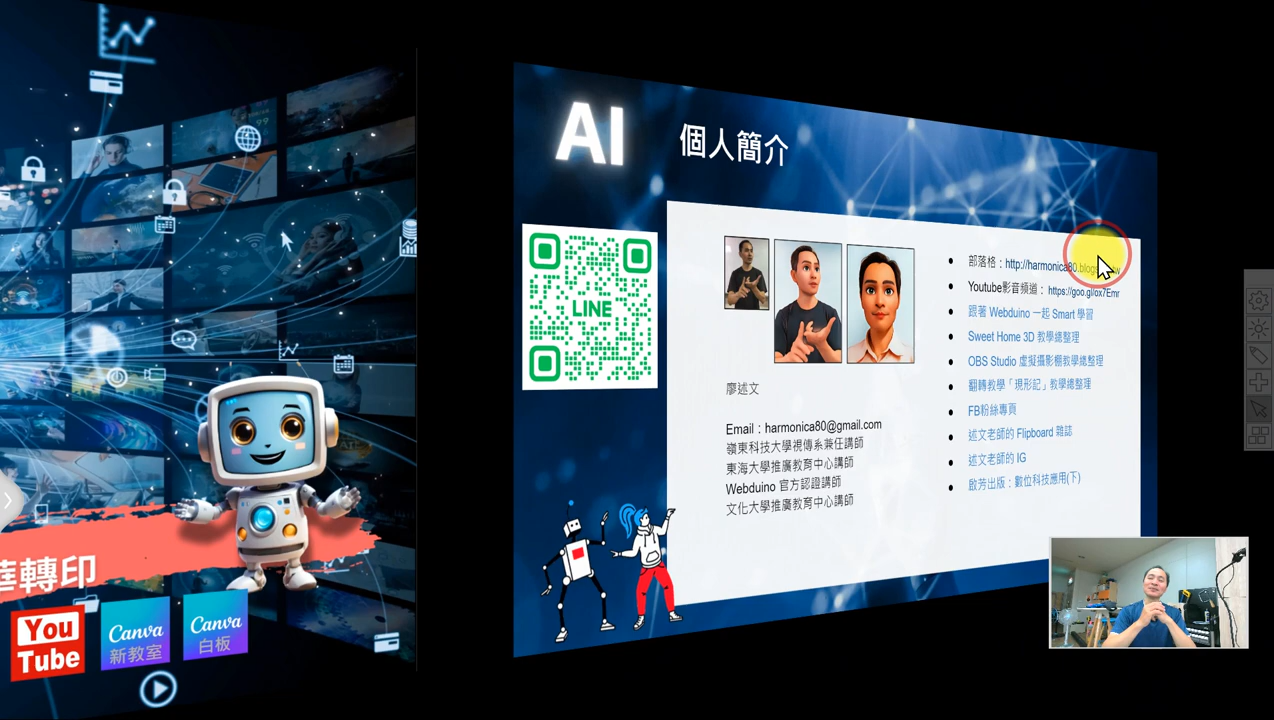 華轉印
You
Tube
Canva
新教室
Canva
白板
AI
個人簡介
LINE
廖述文
Email：harmonica80@gmail.com
嶺東科技大學視傳系兼任講師
東海大學推廣教育中心講師
Webduino 官方認證講師
文化大學推廣教育中心講師
部落格：http://harmonica80.blogs
Youtube影音頻道： https://goo.gl/ox7Emr
跟著 Webduino 一起 Smart 學習
Sweet Home 3D 教學總整理
OBS Studio 虛擬攝影棚教學總整理
翻轉教學「現形記」教學總整理
FB粉絲專頁
述文老師的 Flipboard 雜誌
述文老師的 IG
啟芳出版：數位科技應用(下)